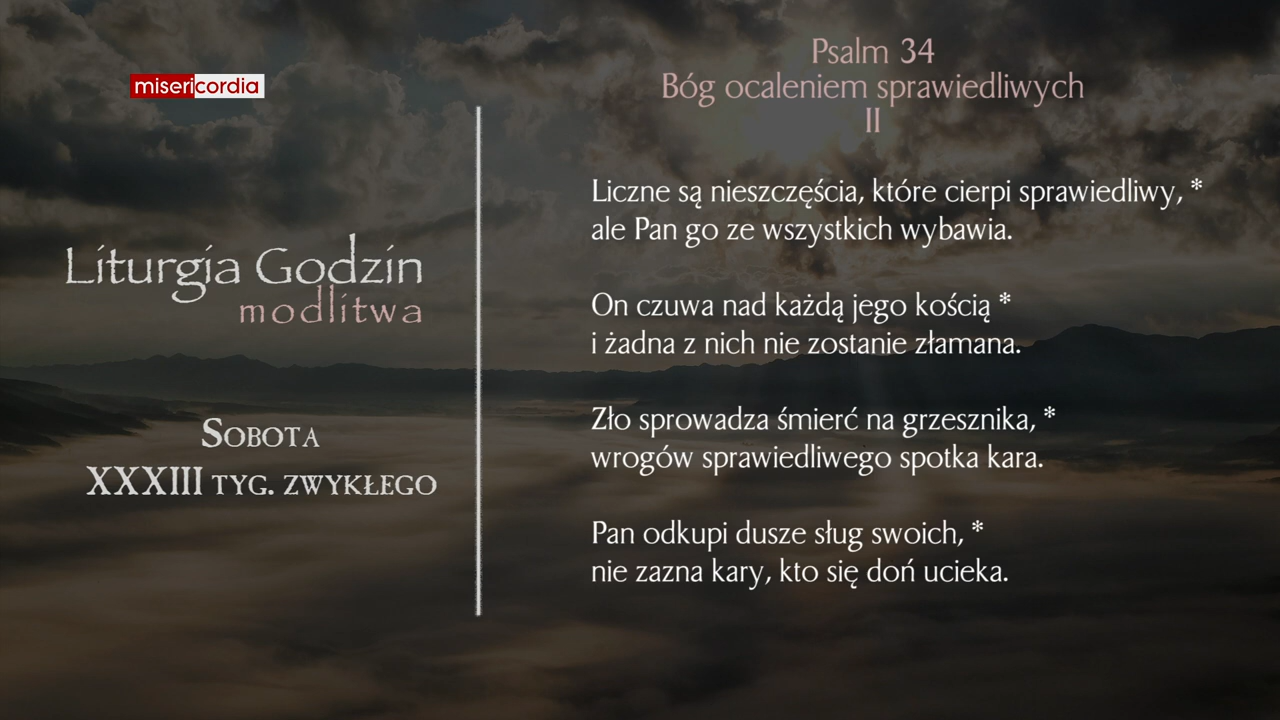 misericordia
Liturgia Godzin
modlitwa
Sobota
XXXIII tyg. zwykłego
Psalm 34
Bóg ocaleniem sprawiedliwych
II
Liczne są nieszczęścia, które cierpi sprawiedliwy, *
ale Pan go ze wszystkich wybawia.
On czuwa nad każdą jego kością *
i żadna z nich nie zostanie złamana.
Zło sprowadza śmierć na grzesznika, *
wrogów sprawiedliwego spotka kara.
Pan odkupi dusze sług swoich, *
nie zazna kary, kto się doń ucieka.